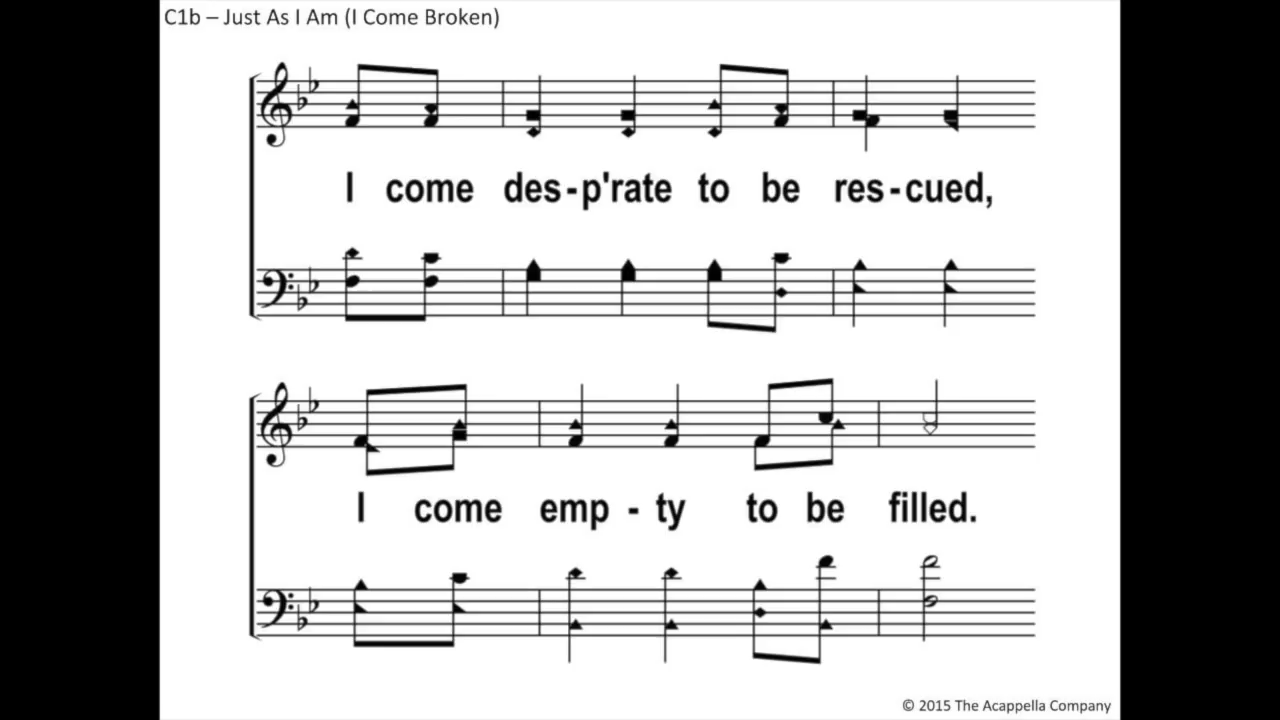 C1b – Just As I Am (I Come Broken)
I come des-p'rate to be res-cued,
I come emp - ty to be filled.
© 2015 The Acappella Company